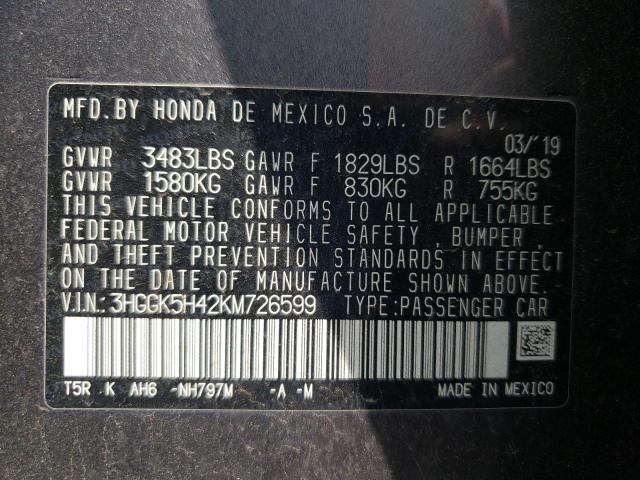 MFD. BY HONDA DE MEXICO S.A. DE C.V.
03/'19
GVWR 3483LBS GAWR F 1829LBS R 1664LBS
GVWR 1580KG GAWR F 830KG R 755KG
THIS VEHICLE CONFORMS TO ALL APPLICABLE
FEDERAL MOTOR VEHICLE SAFETY , BUMPER ,
AND THEFT PREVENTION STANDARDS IN EFFECT
ON THE DATE OF MANUFACTURE SHOWN ABOVE.
V.I.N.: 3HGGK5H42KM726599 TYPE:PASSENGER CAR
T5R K AH6 -NH797M -A -M MADE IN MEXICO